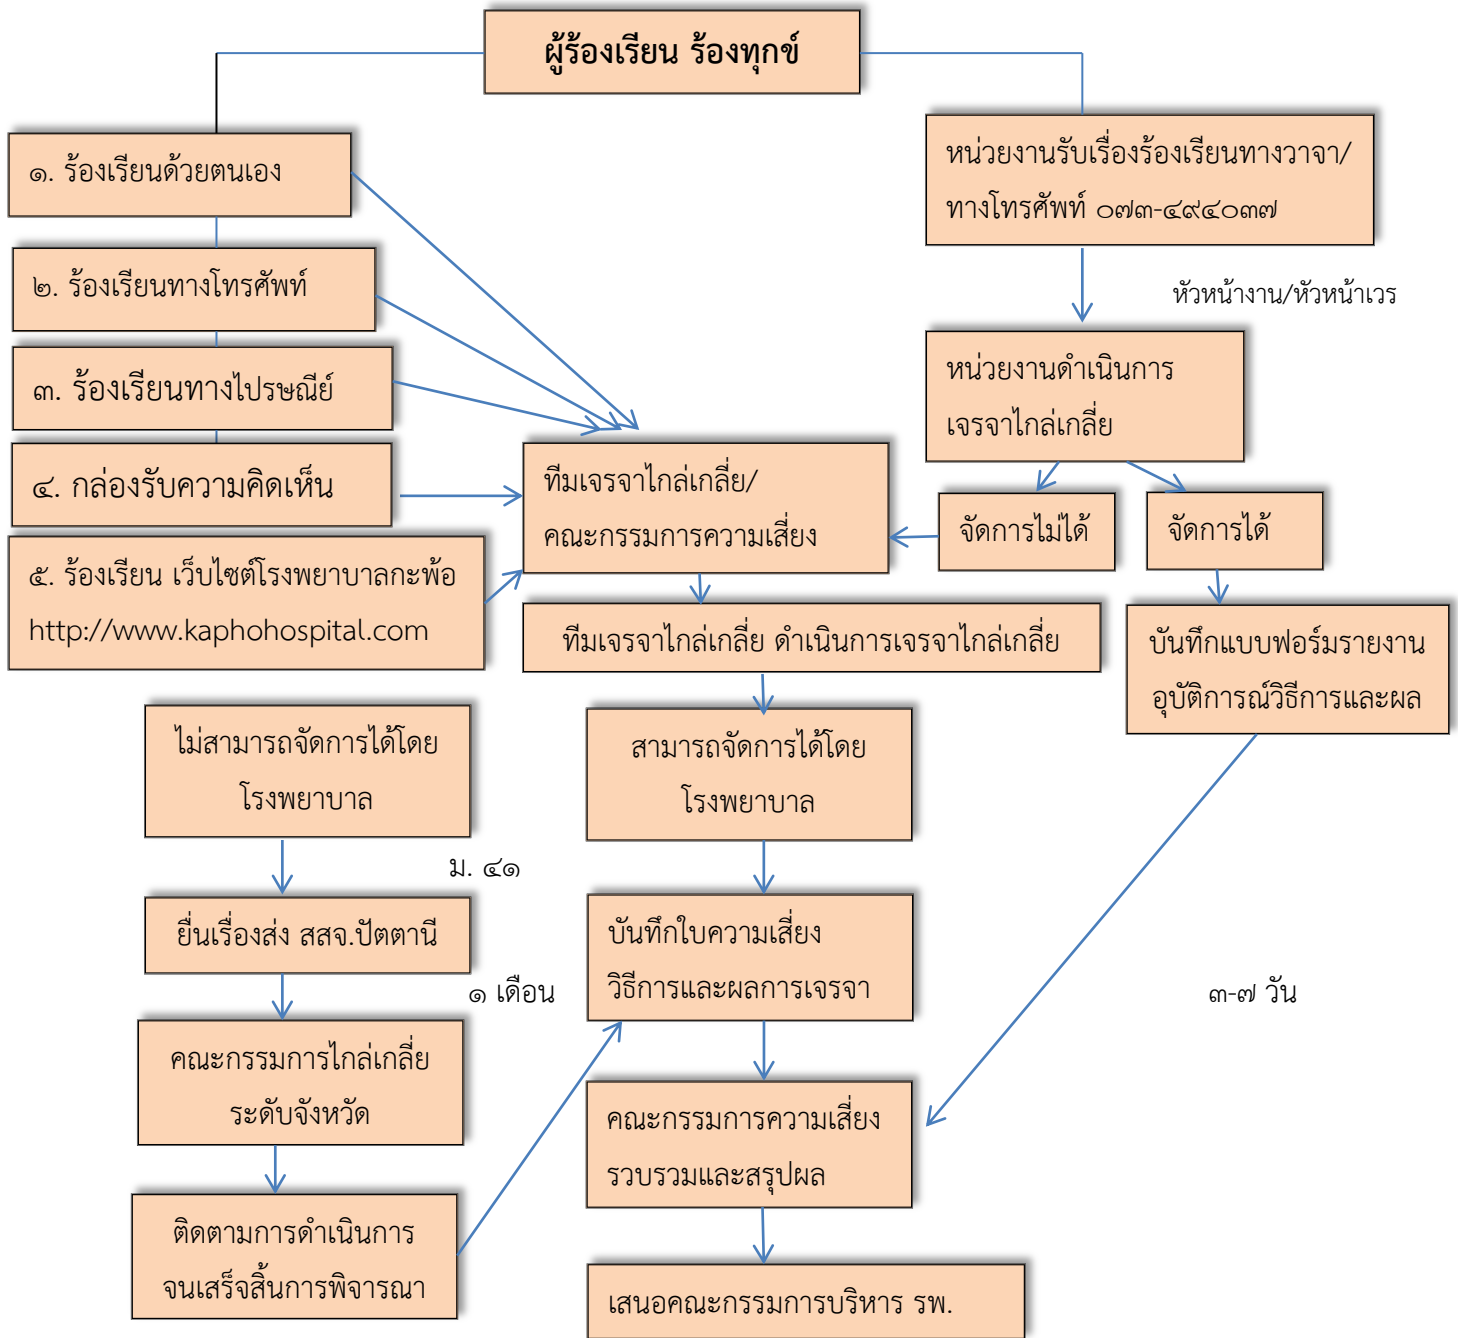 ผู้ร้องเรียน ร้องทุกข์
๑. ร้องเรียนด้วยตนเอง
๒. ร้องเรียนทางโทรศัพท์
๓. ร้องเรียนทางไปรษณีย์
๔. กล่องรับความคิดเห็น
๕. ร้องเรียน เว็บไซต์โรงพยาบาลกะพ้อ
http://www.kaphohospital.com
หน่วยงานรับเรื่องร้องเรียนทางวาจา/
ทางโทรศัพท์ ๐๗๓-๔๙๔๐๓๗
หัวหน้างาน/หัวหน้าเวร
หน่วยงานดำเนินการ
เจรจาไกล่เกลี่ย
จัดการไม่ได้
จัดการได้
ทีมเจรจาไกล่เกลี่ย/
คณะกรรมการความเสี่ยง
ทีมเจรจาไกล่เกลี่ย ดำเนินการเจรจาไกล่เกลี่ย
บันทึกแบบฟอร์มรายงาน
อุบัติการณ์วิธีการและผล
ไม่สามารถจัดการได้โดย
โรงพยาบาล
ม. ๔๑
ยื่นเรื่องส่ง สสจ.ปัตตานี
๑ เดือน
คณะกรรมการไกล่เกลี่ย
ระดับจังหวัด
ติดตามการดำเนินการ
จนเสร็จสิ้นการพิจารณา
สามารถจัดการได้โดย
โรงพยาบาล
บันทึกใบความเสี่ยง
วิธีการและผลการเจรจา
๓-๗ วัน
คณะกรรมการความเสี่ยง
รวบรวมและสรุปผล
เสนอคณะกรรมการบริหาร รพ.